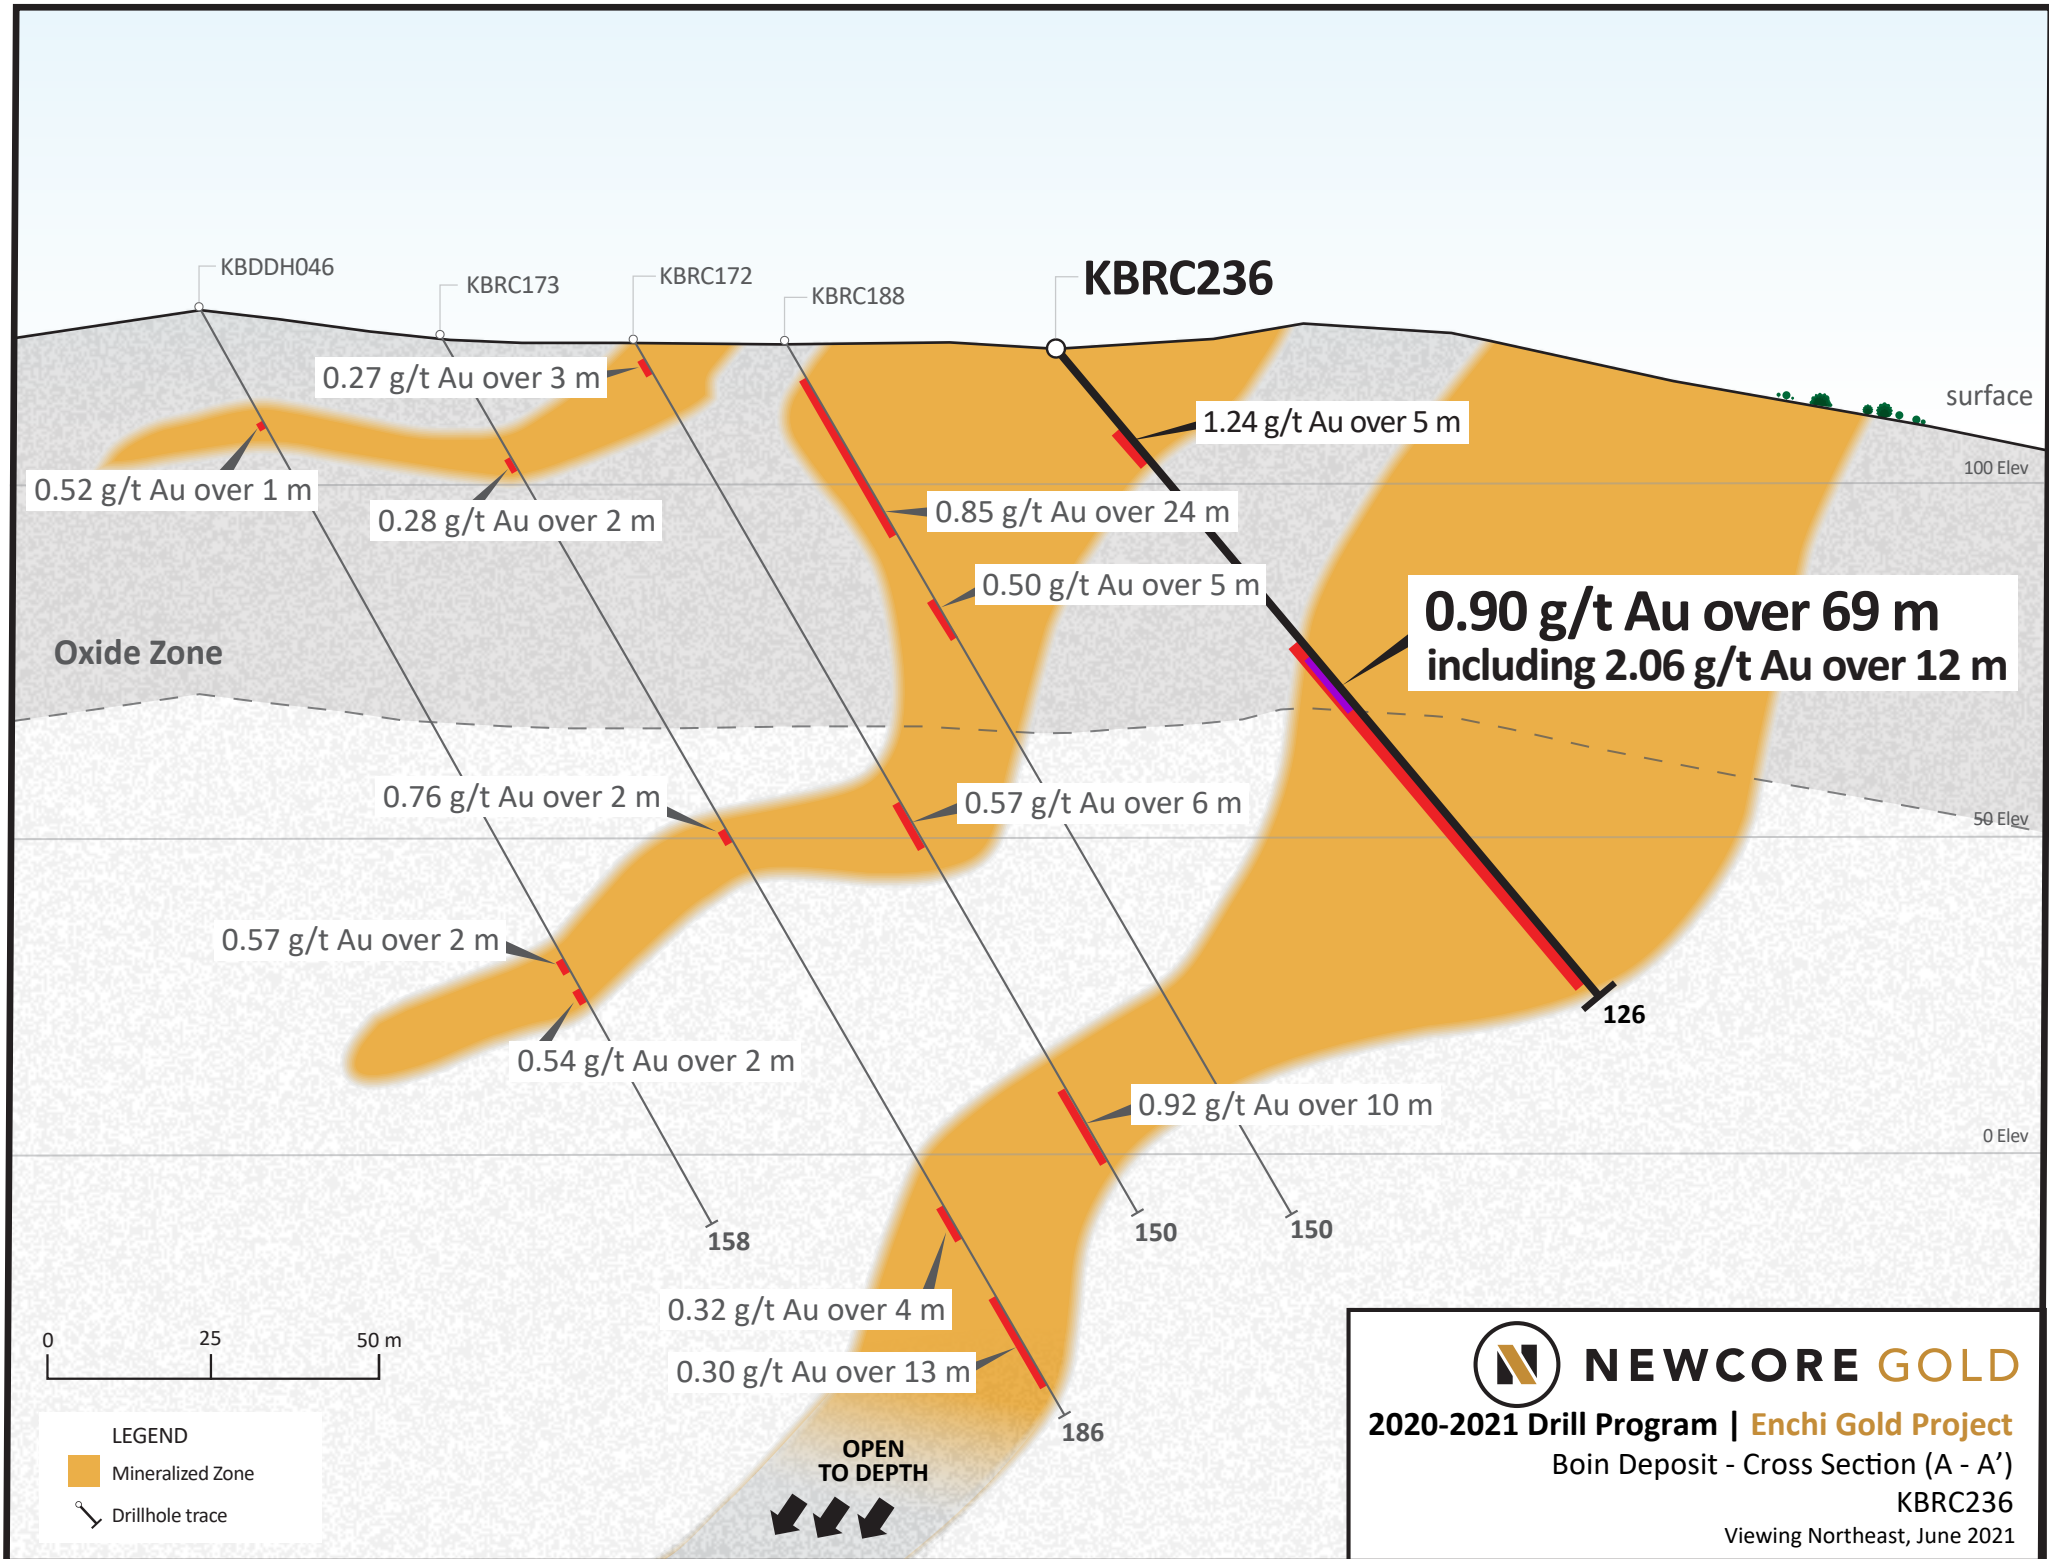 KBDDH046
KBRC173
KBRC172
KBRC188
KBRC236
0.27 g/t Au over 3 m
surface
1.24 g/t Au over 5 m
100 Elev
0.52 g/t Au over 1 m
0.28 g/t Au over 2 m
0.85 g/t Au over 24 m
0.50 g/t Au over 5 m
0.90 g/t Au over 69 m
including 2.06 g/t Au over 12 m
Oxide Zone
0.76 g/t Au over 2 m
0.57 g/t Au over 6 m
50 Elev
0.57 g/t Au over 2 m
126
0.54 g/t Au over 2 m
0.92 g/t Au over 10 m
0 Elev
158
150
150
0.32 g/t Au over 4 m
0.30 g/t Au over 13 m
186
0 25 50 m
OPEN
TO DEPTH
LEGEND
Mineralized Zone
Drillhole trace
N NEWCORE GOLD
2020-2021 Drill Program | Enchi Gold Project
Boin Deposit - Cross Section (A - A')
KBRC236
Viewing Northeast, June 2021